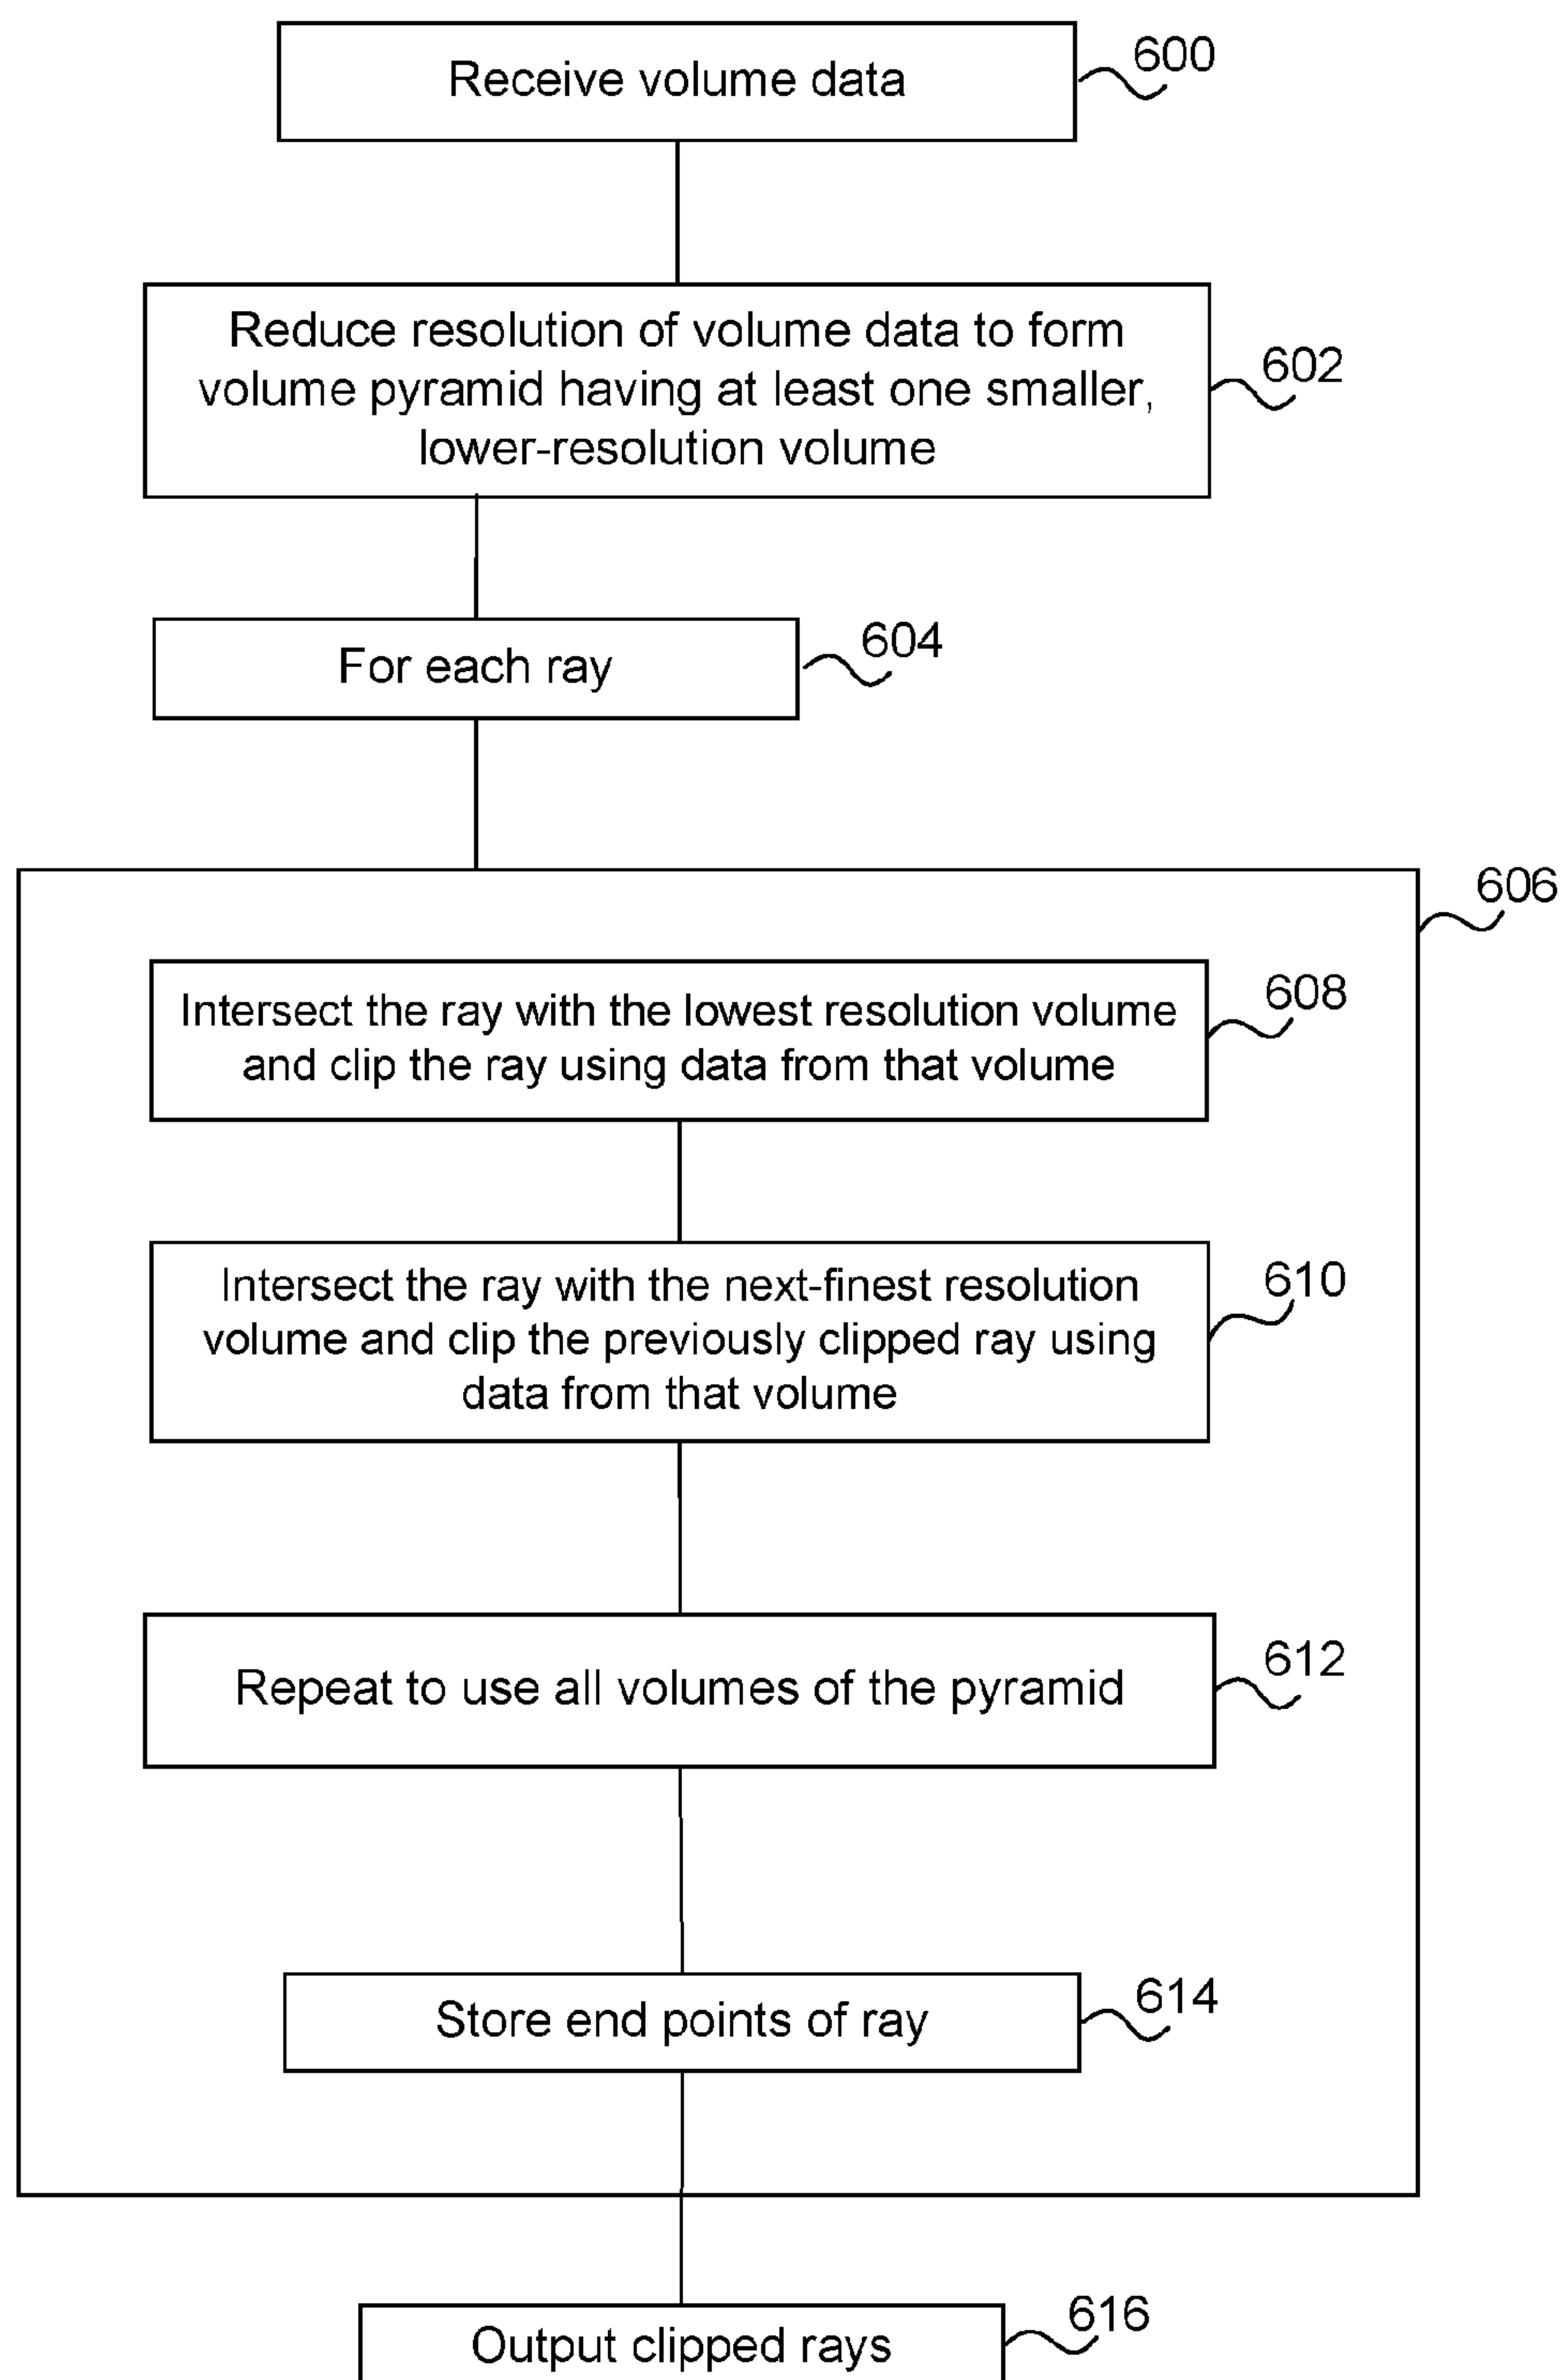 Receive volume data
600
Reduce resolution of volume data to form
volume pyramid having at least one smaller,
lower-resolution volume
602
For each ray
604
606
Intersect the ray with the lowest resolution volume
and clip the ray using data from that volume
608
Intersect the ray with the next-finest resolution
volume and clip the previously clipped ray using
data from that volume
610
Repeat to use all volumes of the pyramid
612
Store end points of ray
614
Output clipped rays
616